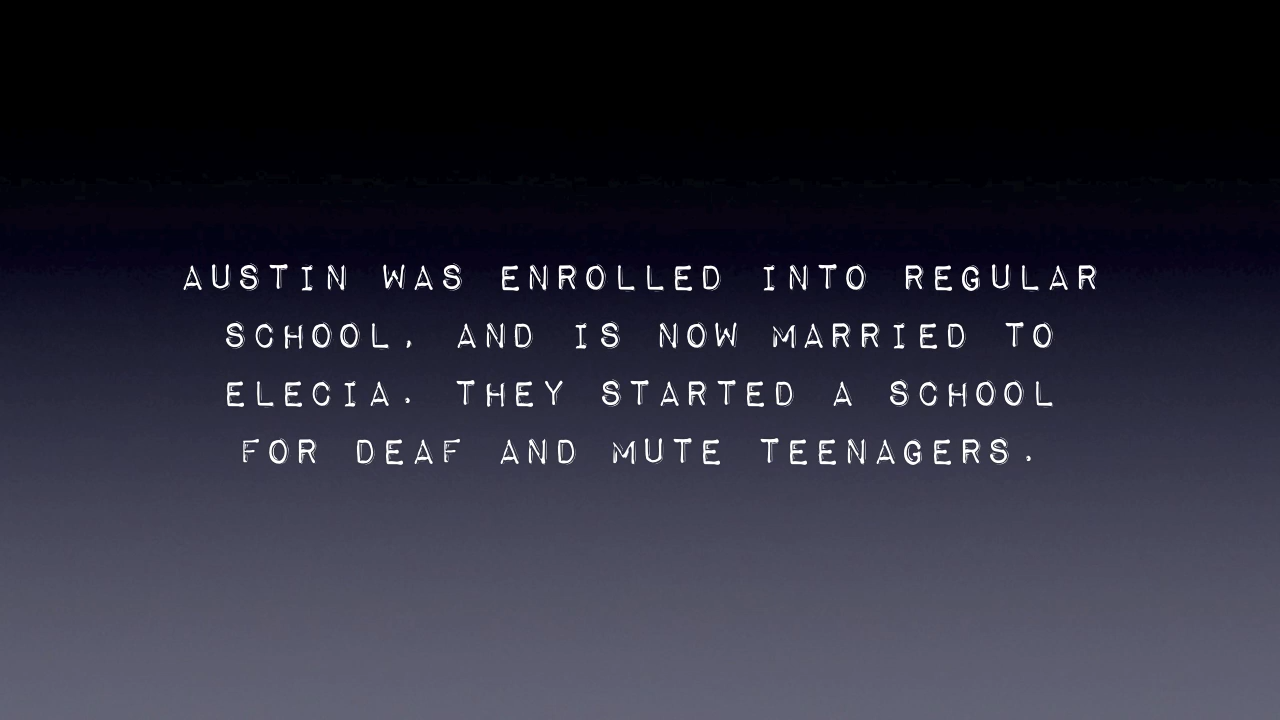 AUSTIN WAS ENROLLED INTO REGULAR
SCHOOL, AND IS NOW MARRIED TO
ELECIA. THEY STARTED A SCHOOL
FOR DEAF AND MUTE TEENAGERS.